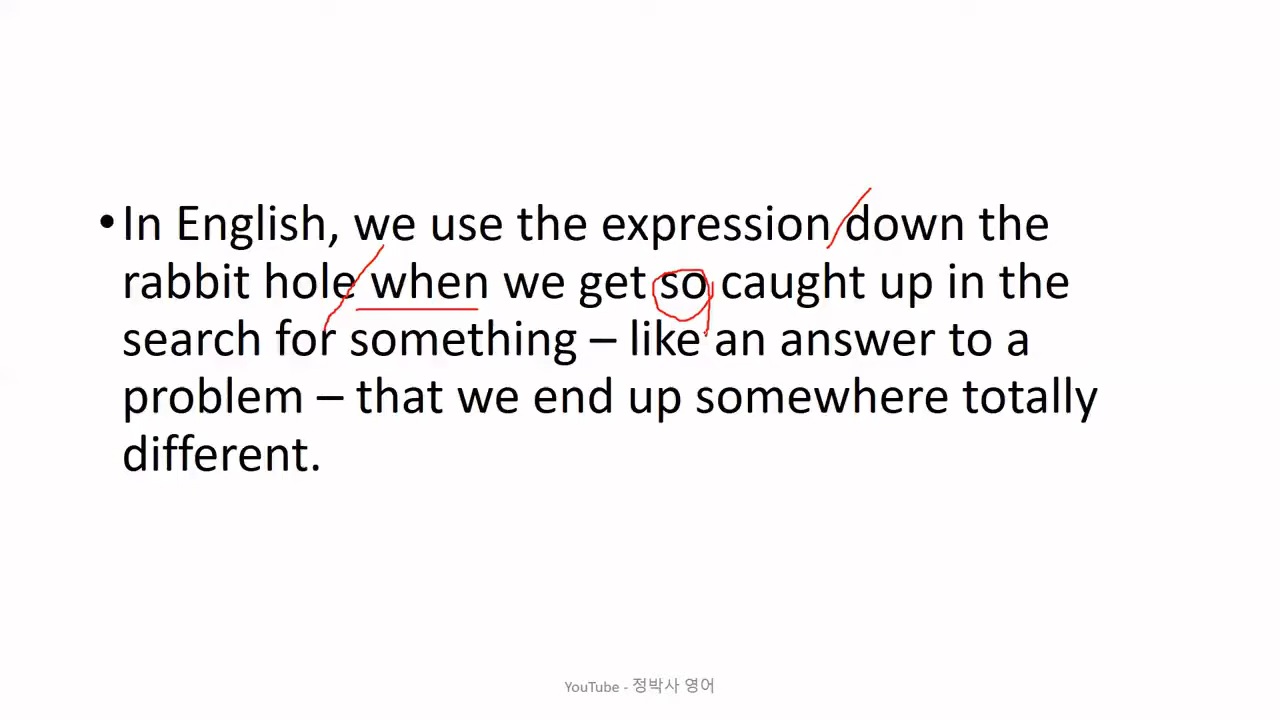 •In English, we use the expression down the
rabbit hole when we get so caught up in the
search for something – like an answer to a
problem – that we end up somewhere totally
different.
YouTube - 정박사 영어